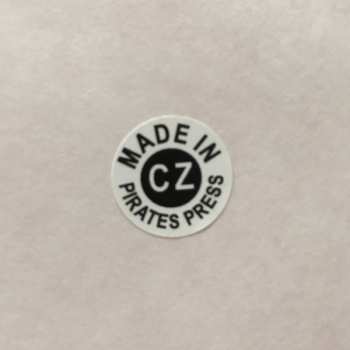 MADE IN
CZ
PIRATES PRESS